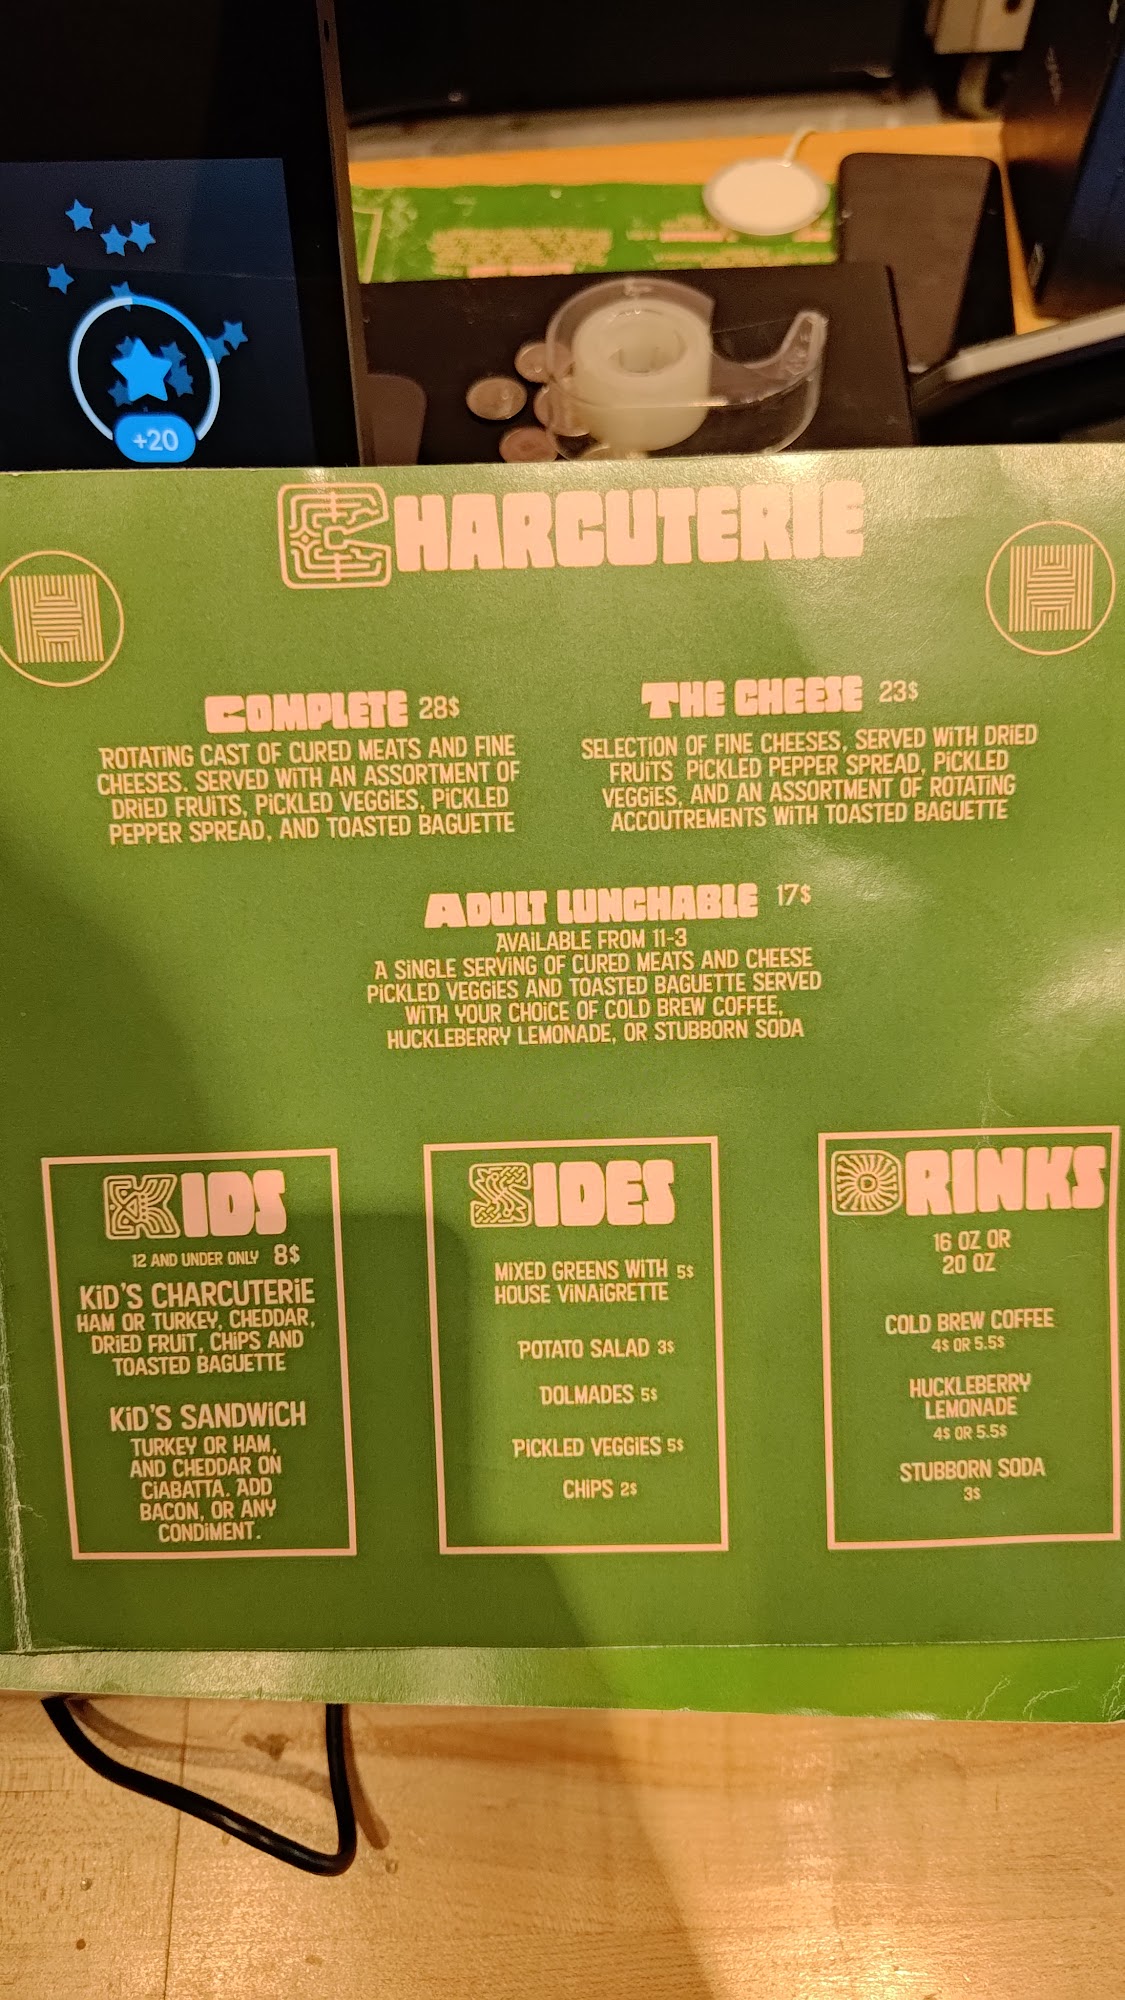 +20
CHARCUTERIE
COMPLETE 28$
ROTATING CAST OF CURED MEATS AND FINE
CHEESES. SERVED WITH AN ASSORTMENT OF
DRIED FRUITS, PICKLED VEGGIES, PICKLED
PEPPER SPREAD, AND TOASTED BAGUETTE
THE CHEESE 23$
SELECTION OF FINE CHEESES, SERVED WITH DRIED
FRUITS PICKLED PEPPER SPREAD, PICKLED
VEGGIES, AND AN ASSORTMENT OF ROTATING
ACCOUTREMENTS WITH TOASTED BAGUETTE
ADULT LUNCHABLE 17$
AVAILABLE FROM 11-3
A SINGLE SERVING OF CURED MEATS AND CHEESE
PICKLED VEGGIES AND TOASTED BAGUETTE SERVED
WITH YOUR CHOICE OF COLD BREW COFFEE,
HUCKLEBERRY LEMONADE, OR STUBBORN SODA
KIDS
12 AND UNDER ONLY 8$
KID'S CHARCUTERIE
HAM OR TURKEY, CHEDDAR,
DRIED FRUIT, CHIPS AND
TOASTED BAGUETTE
KID'S SANDWICH
TURKEY OR HAM,
AND CHEDDAR ON
CIABATTA. ADD
BACON, OR ANY
CONDIMENT.
SIDES
MIXED GREENS WITH 5$
HOUSE VINAIGRETTE
POTATO SALAD 3$
DOLMADES 5$
PICKLED VEGGIES 5$
CHIPS 2$
DRINKS
16 OZ OR
20 OZ
COLD BREW COFFEE
4$ OR 5.5$
HUCKLEBERRY
LEMONADE
4$ OR 5.5$
STUBBORN SODA
3$